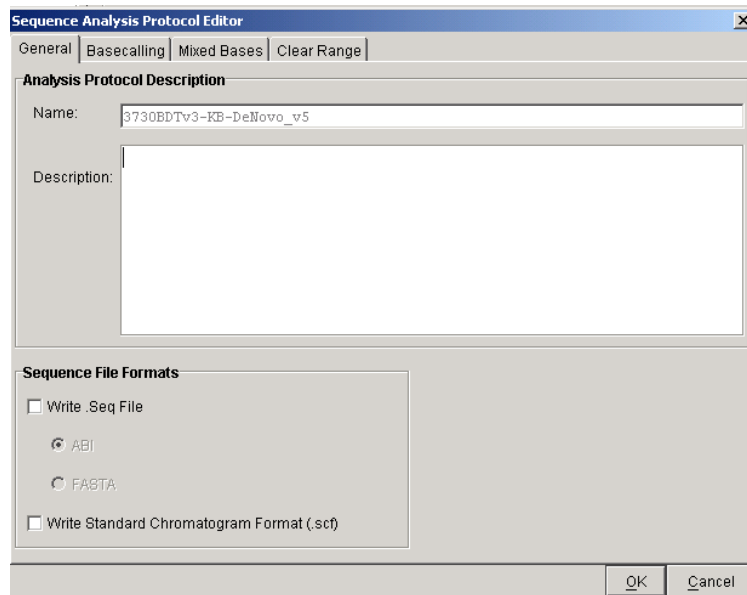 Sequence Analysis Protocol Editor
General Basecalling Mixed Bases Clear Range
Analysis Protocol Description
Name: 3730BDTv3-KB-DeNovo_v5
Description:
Sequence File Formats
Write .Seq File
ABI
FASTA
Write Standard Chromatogram Format (.scf)
OK Cancel